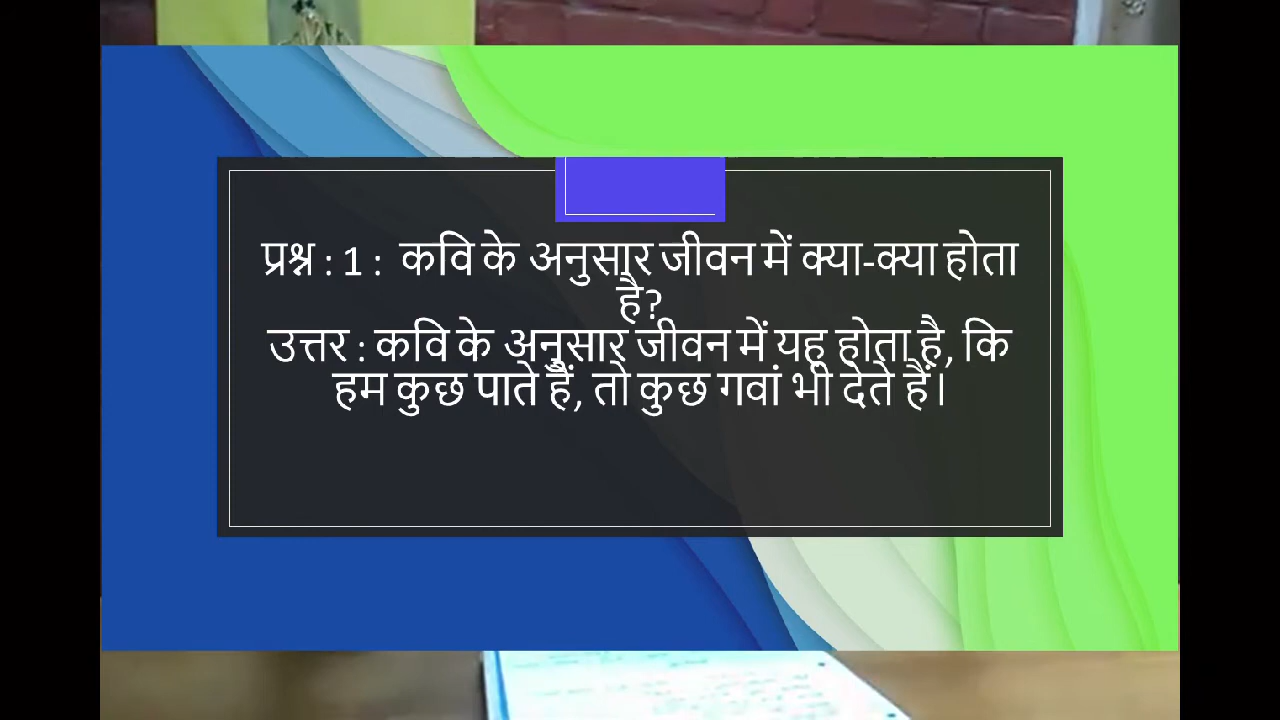 प्रश्न : 1 : कवि के अनुसार जीवन में क्या-क्या होता
है?
उत्तर : कवि के अनुसार जीवन में यह होता है, कि
हम कुछ पाते हैं, तो कुछ गवां भी देते हैं।